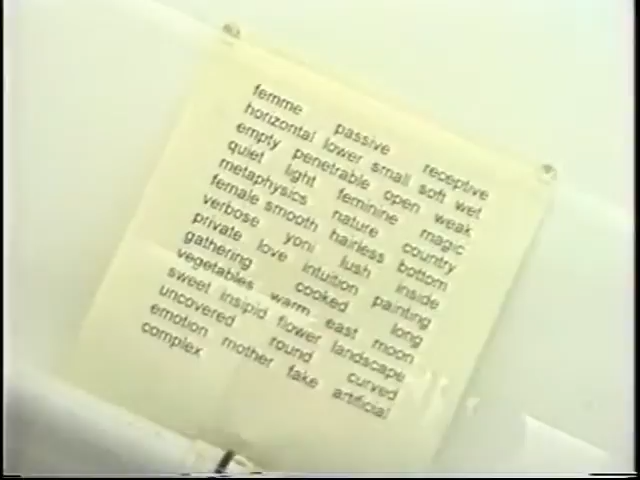 femme passive receptive
horizontal lower small soft wet
empty penetrable open weak
quiet light feminine magic
metaphysics nature country
female smooth hairless bottom
verbose yoni lush inside
private love intuition painting
gathering cooked long
vegetables warm east moon
sweet insipid flower landscape
uncovered round curved
emotion mother fake artificial
complex